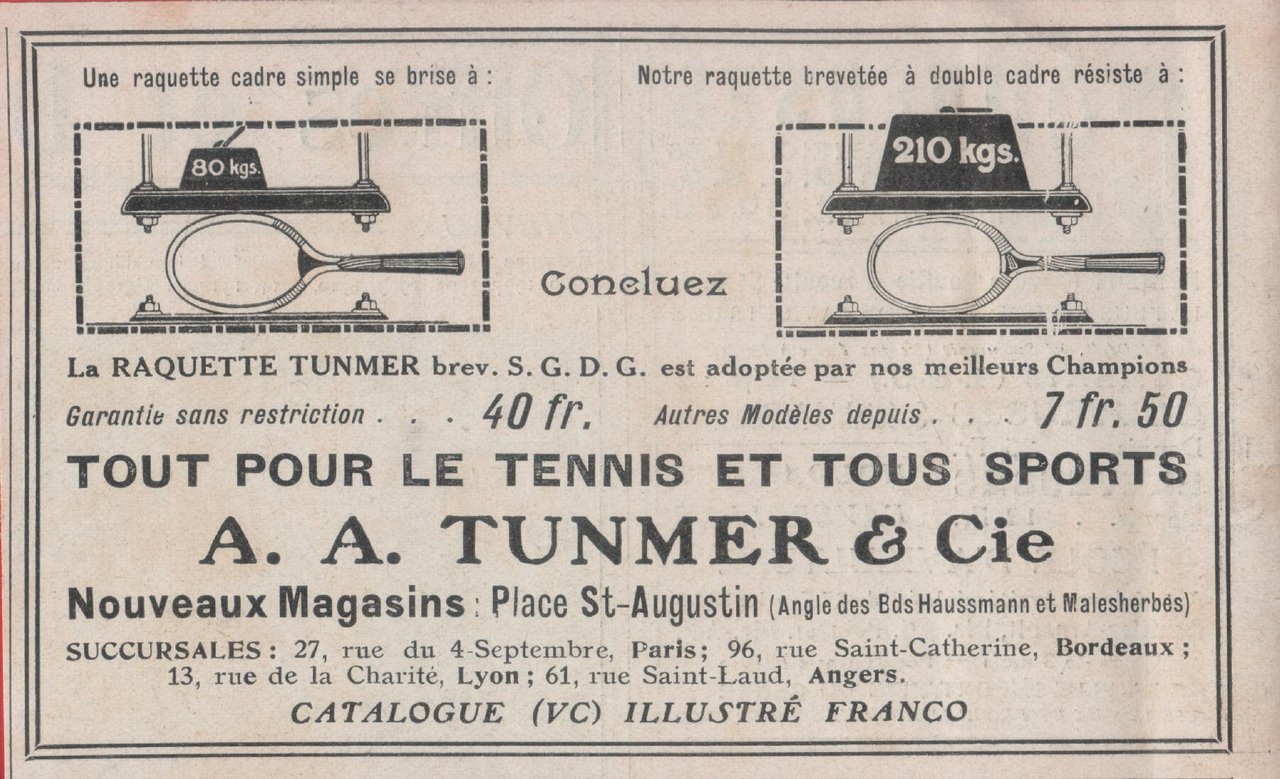 Une raquette cadre simple se brise à :
Notre raquette brevetée à double cadre résiste à :
80 kgs.
210 kgs.
Concluez
La RAQUETTE TUNMER brev. S. G. D. G. est adoptée par nos meilleurs Champions
Garantie sans restriction . . . 40 fr.
Autres Modèles depuis . . . 7 fr. 50
TOUT POUR LE TENNIS ET TOUS SPORTS
A. A. TUNMER & Cie
Nouveaux Magasins : Place St-Augustin (Angle des Bds Haussmann et Malesherbes)
SUCCURSALES : 27, rue du 4-Septembre, Paris ; 96, rue Saint-Catherine, Bordeaux ;
13, rue de la Charité, Lyon ; 61, rue Saint-Laud, Angers.
CATALOGUE (VC) ILLUSTRÉ FRANCO